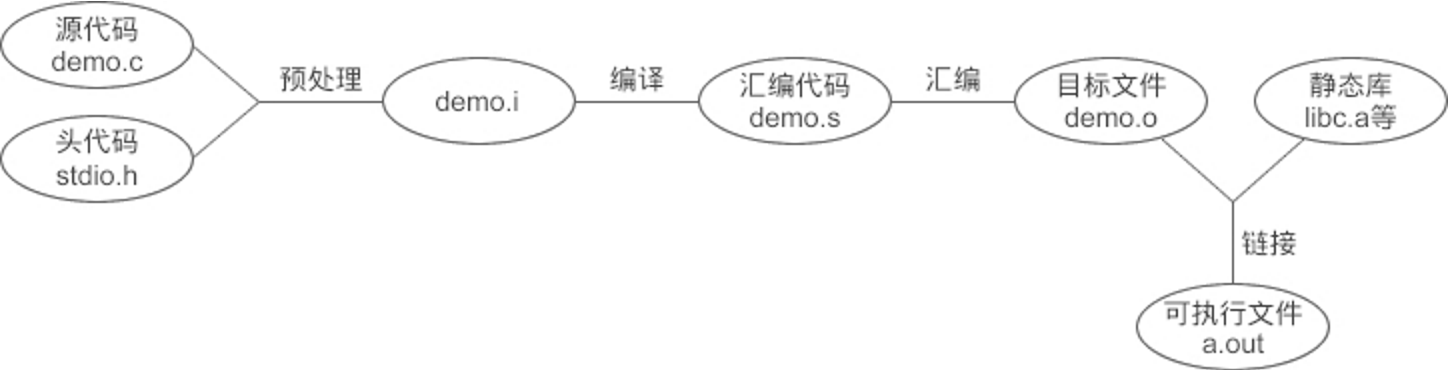 源代码
demo.c
头代码
stdio.h
预处理
demo.i
编译
汇编代码
demo.s
汇编
目标文件
demo.o
静态库
libc.a等
链接
可执行文件
a.out